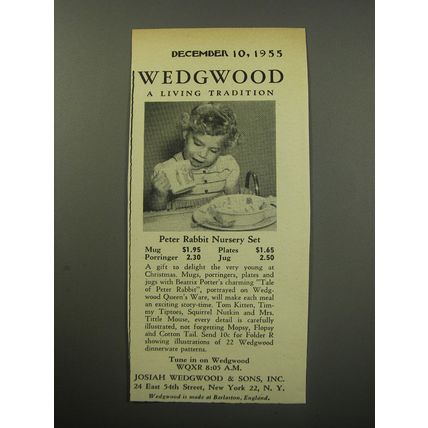 DECEMBER 10, 1955
WEDGWOOD
A LIVING TRADITION
Peter Rabbit Nursery Set
Mug $1.95 Plates $1.65
Porringer 2.30 Jug 2.50
A gift to delight the very young at
Christmas. Mugs, porringers, plates and
jugs with Beatrix Potter's charming "Tale
of Peter Rabbit", portrayed on Wedg-
wood Queen's Ware, will make each meal
an exciting story-time. Tom Kitten, Tim-
my Tiptoes, Squirrel Nutkin and Mrs.
Tittle Mouse, every detail is carefully
illustrated, not forgetting Mopsy, Flopsy
and Cotton Tail. Send 10c for Folder R
showing illustrations of 22 Wedgwood
dinnerware patterns.
Tune in on Wedgwood
WQXR 8:05 A.M.
JOSIAH WEDGWOOD & SONS, INC.
24 East 54th Street, New York 22, N. Y.
Wedgwood is made at Barlaston, England.